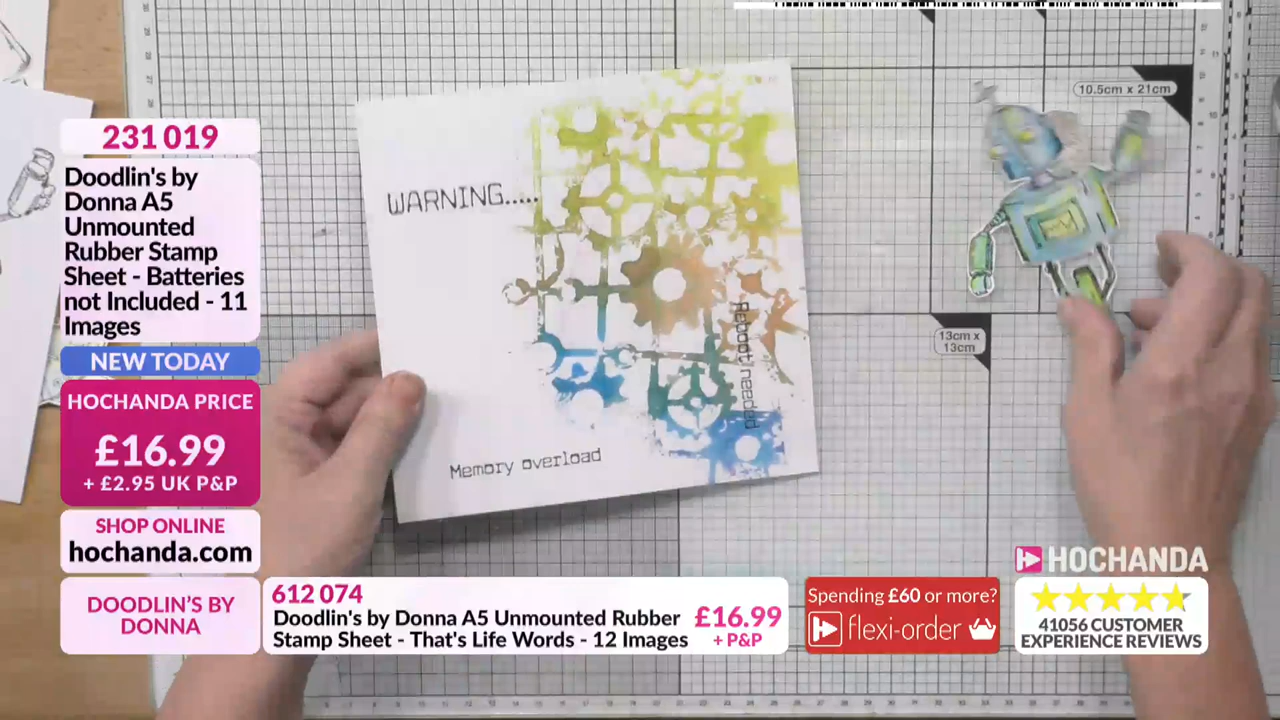 231 019
Doodlin's by
Donna A5
Unmounted
Rubber Stamp
Sheet - Batteries
not Included - 11
Images
NEW TODAY
HOCHANDA PRICE
£16.99
+ £2.95 UK P&P
SHOP ONLINE
hochanda.com
DOODLIN'S BY
DONNA
WARNING.....
Reboot needed
Memory overload
10.5cm x 21cm
13cm x
13cm
612 074
Doodlin's by Donna A5 Unmounted Rubber
Stamp Sheet - That's Life Words - 12 Images
£16.99
+ P&P
Spending £60 or more?
flexi-order
HOCHANDA
41056 CUSTOMER
EXPERIENCE REVIEWS